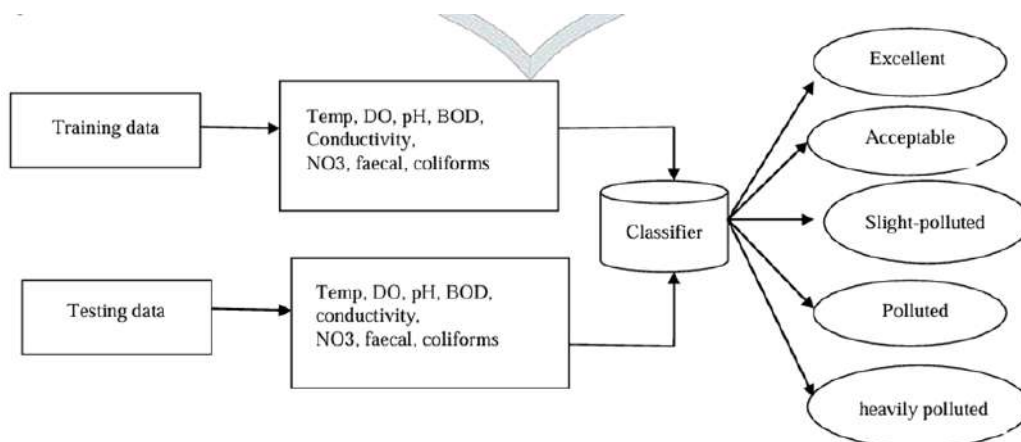 Training data
Temp, DO, pH, BOD,
Conductivity,
NO3, faecal, coliforms
Testing data
Temp, DO, pH, BOD,
conductivity,
NO3, faecal, coliforms
Classifier
Excellent
Acceptable
Slight-polluted
Polluted
heavily polluted